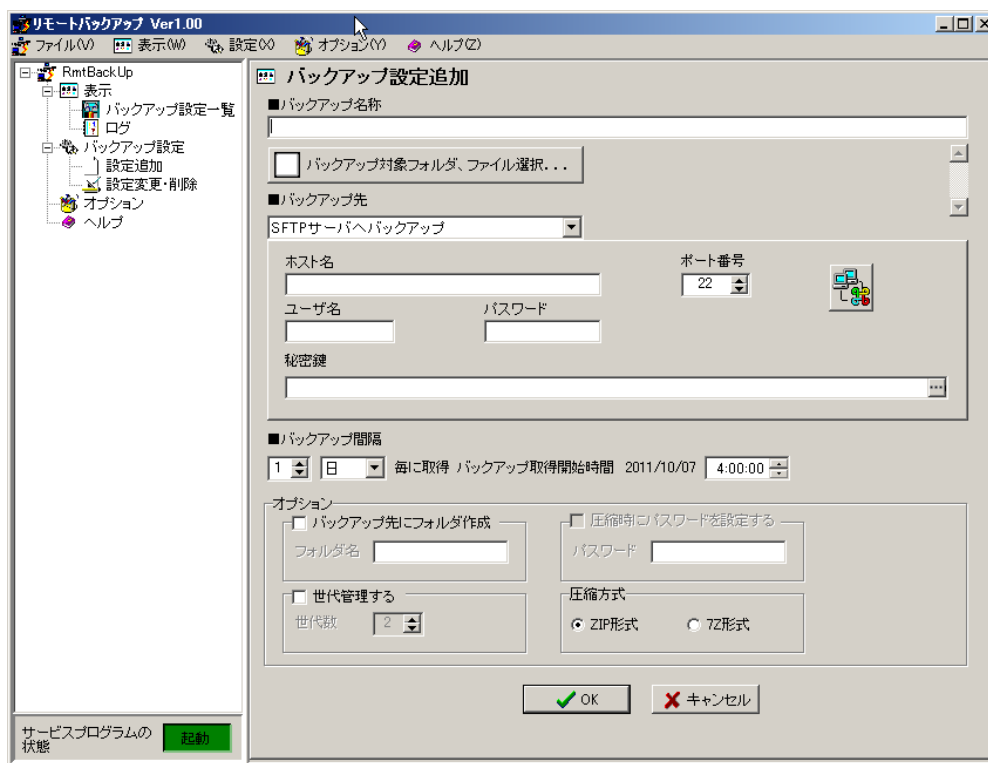 リモートバックアップ Ver1.00
ファイル(V) 表示(W) 設定(X) オプション(Y) ヘルプ(Z)
RmtBackUp
表示
バックアップ設定一覧
ログ
バックアップ設定
設定追加
設定変更・削除
オプション
ヘルプ
サービスプログラムの
状態
起動
バックアップ設定追加
■バックアップ名称
バックアップ対象フォルダ、ファイル選択...
■バックアップ先
SFTPサーバへバックアップ
ホスト名 ポート番号
22
ユーザ名 パスワード
秘密鍵
...
■バックアップ間隔
1 日 毎に取得 バックアップ取得開始時間 2011/10/07 4:00:00
オプション
バックアップ先にフォルダ作成 圧縮時にパスワードを設定する
フォルダ名 パスワード
世代管理する 圧縮方式
世代数 2 ZIP形式 7Z形式
OK キャンセル